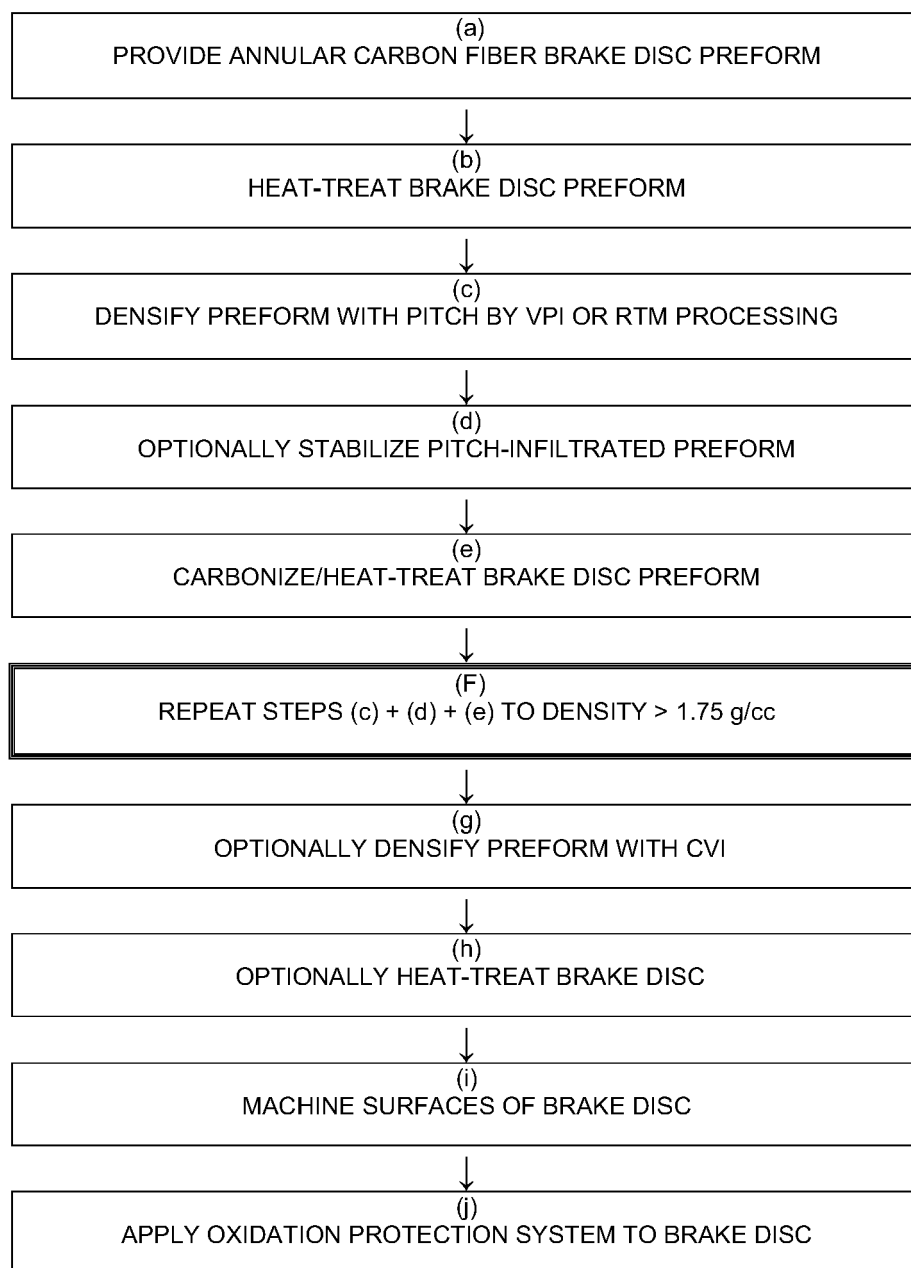 (a)
PROVIDE ANNULAR CARBON FIBER BRAKE DISC PREFORM
(b)
HEAT-TREAT BRAKE DISC PREFORM
(c)
DENSIFY PREFORM WITH PITCH BY VPI OR RTM PROCESSING
(d)
OPTIONALLY STABILIZE PITCH-INFILTRATED PREFORM
(e)
CARBONIZE/HEAT-TREAT BRAKE DISC PREFORM
(F)
REPEAT STEPS (c) + (d) + (e) TO DENSITY > 1.75 g/cc
(g)
OPTIONALLY DENSIFY PREFORM WITH CVI
(h)
OPTIONALLY HEAT-TREAT BRAKE DISC
(i)
MACHINE SURFACES OF BRAKE DISC
(j)
APPLY OXIDATION PROTECTION SYSTEM TO BRAKE DISC